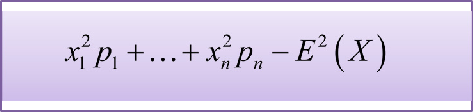 x₁²p₁ + … + xₙ²pₙ − E²(X)